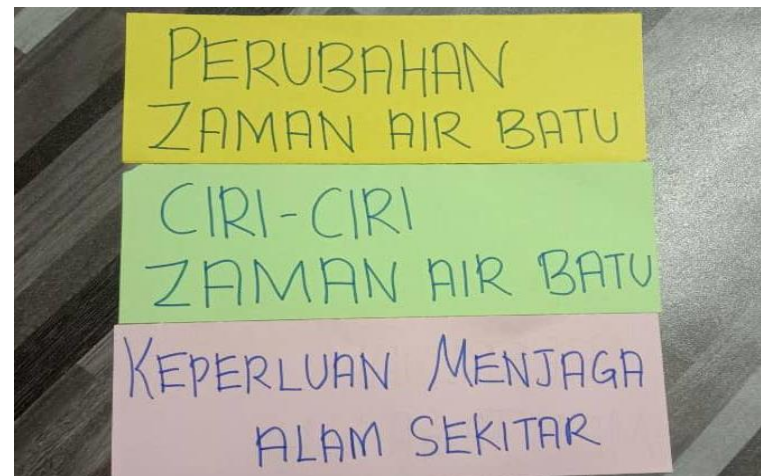 PERUBAHAN
ZAMAN AIR BATU
CIRI-CIRI
ZAMAN AIR BATU
KEPERLUAN MENJAGA
ALAM SEKITAR